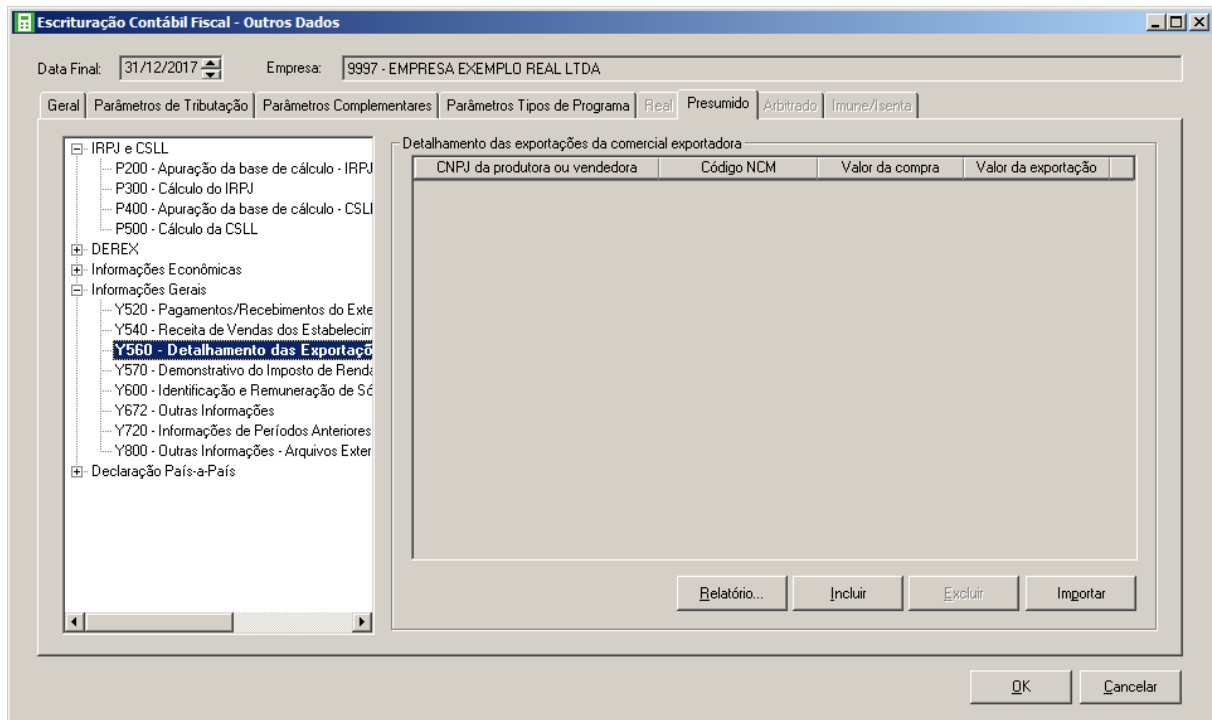 Escrituração Contábil Fiscal - Outros Dados
Data Final: 31/12/2017 Empresa: 9997 - EMPRESA EXEMPLO REAL LTDA
Geral Parâmetros de Tributação Parâmetros Complementares Parâmetros Tipos de Programa Real Presumido Arbitrado Imune/Isenta
IRPJ e CSLL
P200 - Apuração da base de cálculo - IRPJ
P300 - Cálculo do IRPJ
P400 - Apuração da base de cálculo - CSLI
P500 - Cálculo da CSLL
DEREX
Informações Econômicas
Informações Gerais
Y520 - Pagamentos/Recebimentos do Exte
Y540 - Receita de Vendas dos Estabelecim
Y560 - Detalhamento das Exportaçõ
Y570 - Demonstrativo do Imposto de Renda
Y600 - Identificação e Remuneração de Só
Y672 - Outras Informações
Y720 - Informações de Períodos Anteriores
Y800 - Outras Informações - Arquivos Exter
Declaração País-a-País
Detalhamento das exportações da comercial exportadora
CNPJ da produtora ou vendedora Código NCM Valor da compra Valor da exportação
Relatório... Incluir Excluir Importar
OK Cancelar